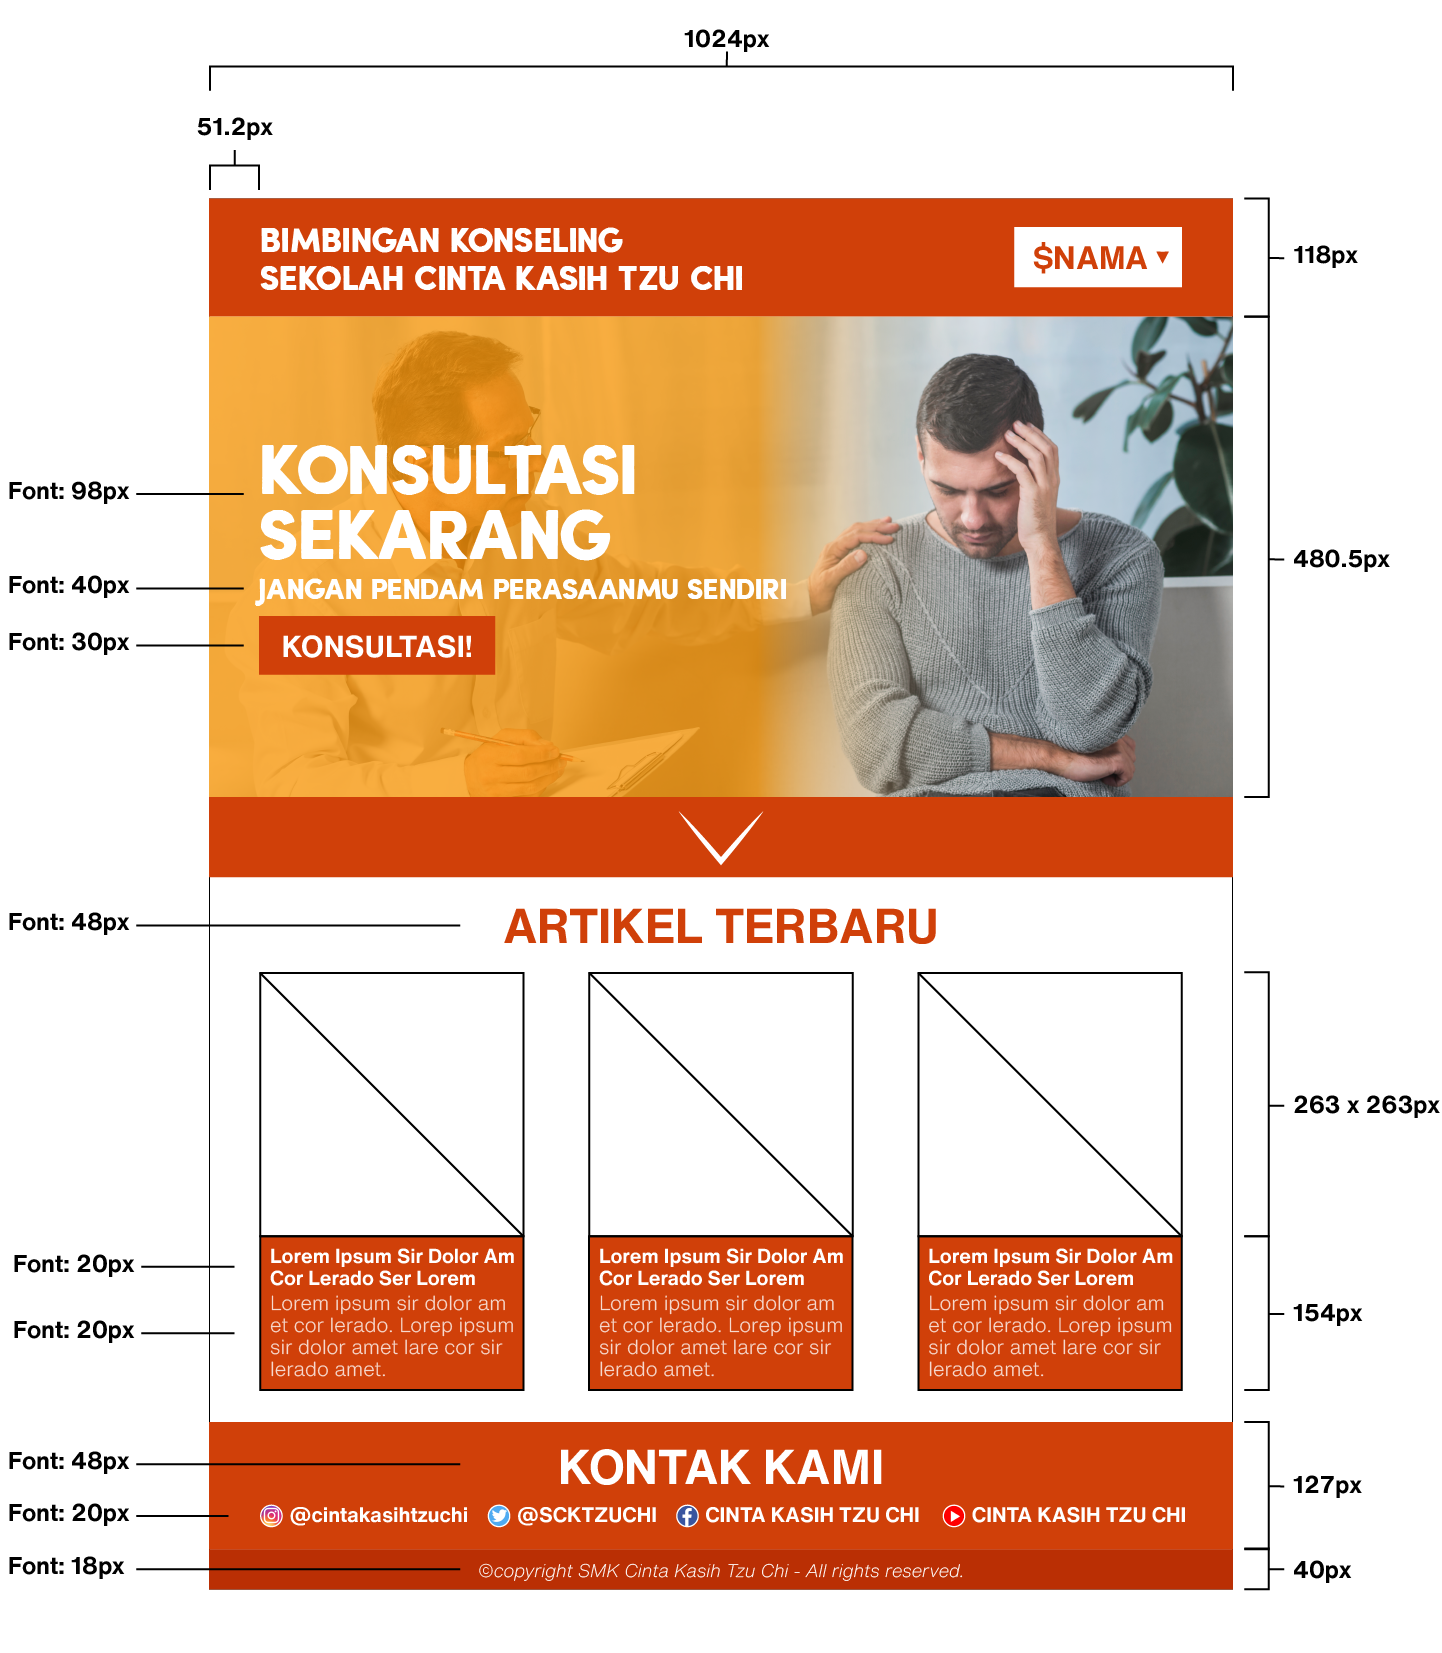 1024px
51.2px
BIMBINGAN KONSELING
SEKOLAH CINTA KASIH TZU CHI
$NAMA ▼
118px
KONSULTASI
SEKARANG
Font: 98px
JANGAN PENDAM PERASAANMU SENDIRI
Font: 40px
480.5px
KONSULTASI!
Font: 30px
Font: 48px
ARTIKEL TERBARU
263 x 263px
Font: 20px
Font: 20px
Lorem Ipsum Sir Dolor Am
Cor Lerado Ser Lorem
Lorem ipsum sir dolor am
et cor lerado. Lorep ipsum
sir dolor amet lare cor sir
lerado amet.
Lorem Ipsum Sir Dolor Am
Cor Lerado Ser Lorem
Lorem ipsum sir dolor am
et cor lerado. Lorep ipsum
sir dolor amet lare cor sir
lerado amet.
Lorem Ipsum Sir Dolor Am
Cor Lerado Ser Lorem
Lorem ipsum sir dolor am
et cor lerado. Lorep ipsum
sir dolor amet lare cor sir
lerado amet.
154px
Font: 48px
KONTAK KAMI
127px
Font: 20px
@cintakasihtzuchi @SCKTZUCHI CINTA KASIH TZU CHI CINTA KASIH TZU CHI
Font: 18px
©copyright SMK Cinta Kasih Tzu Chi - All rights reserved.
40px